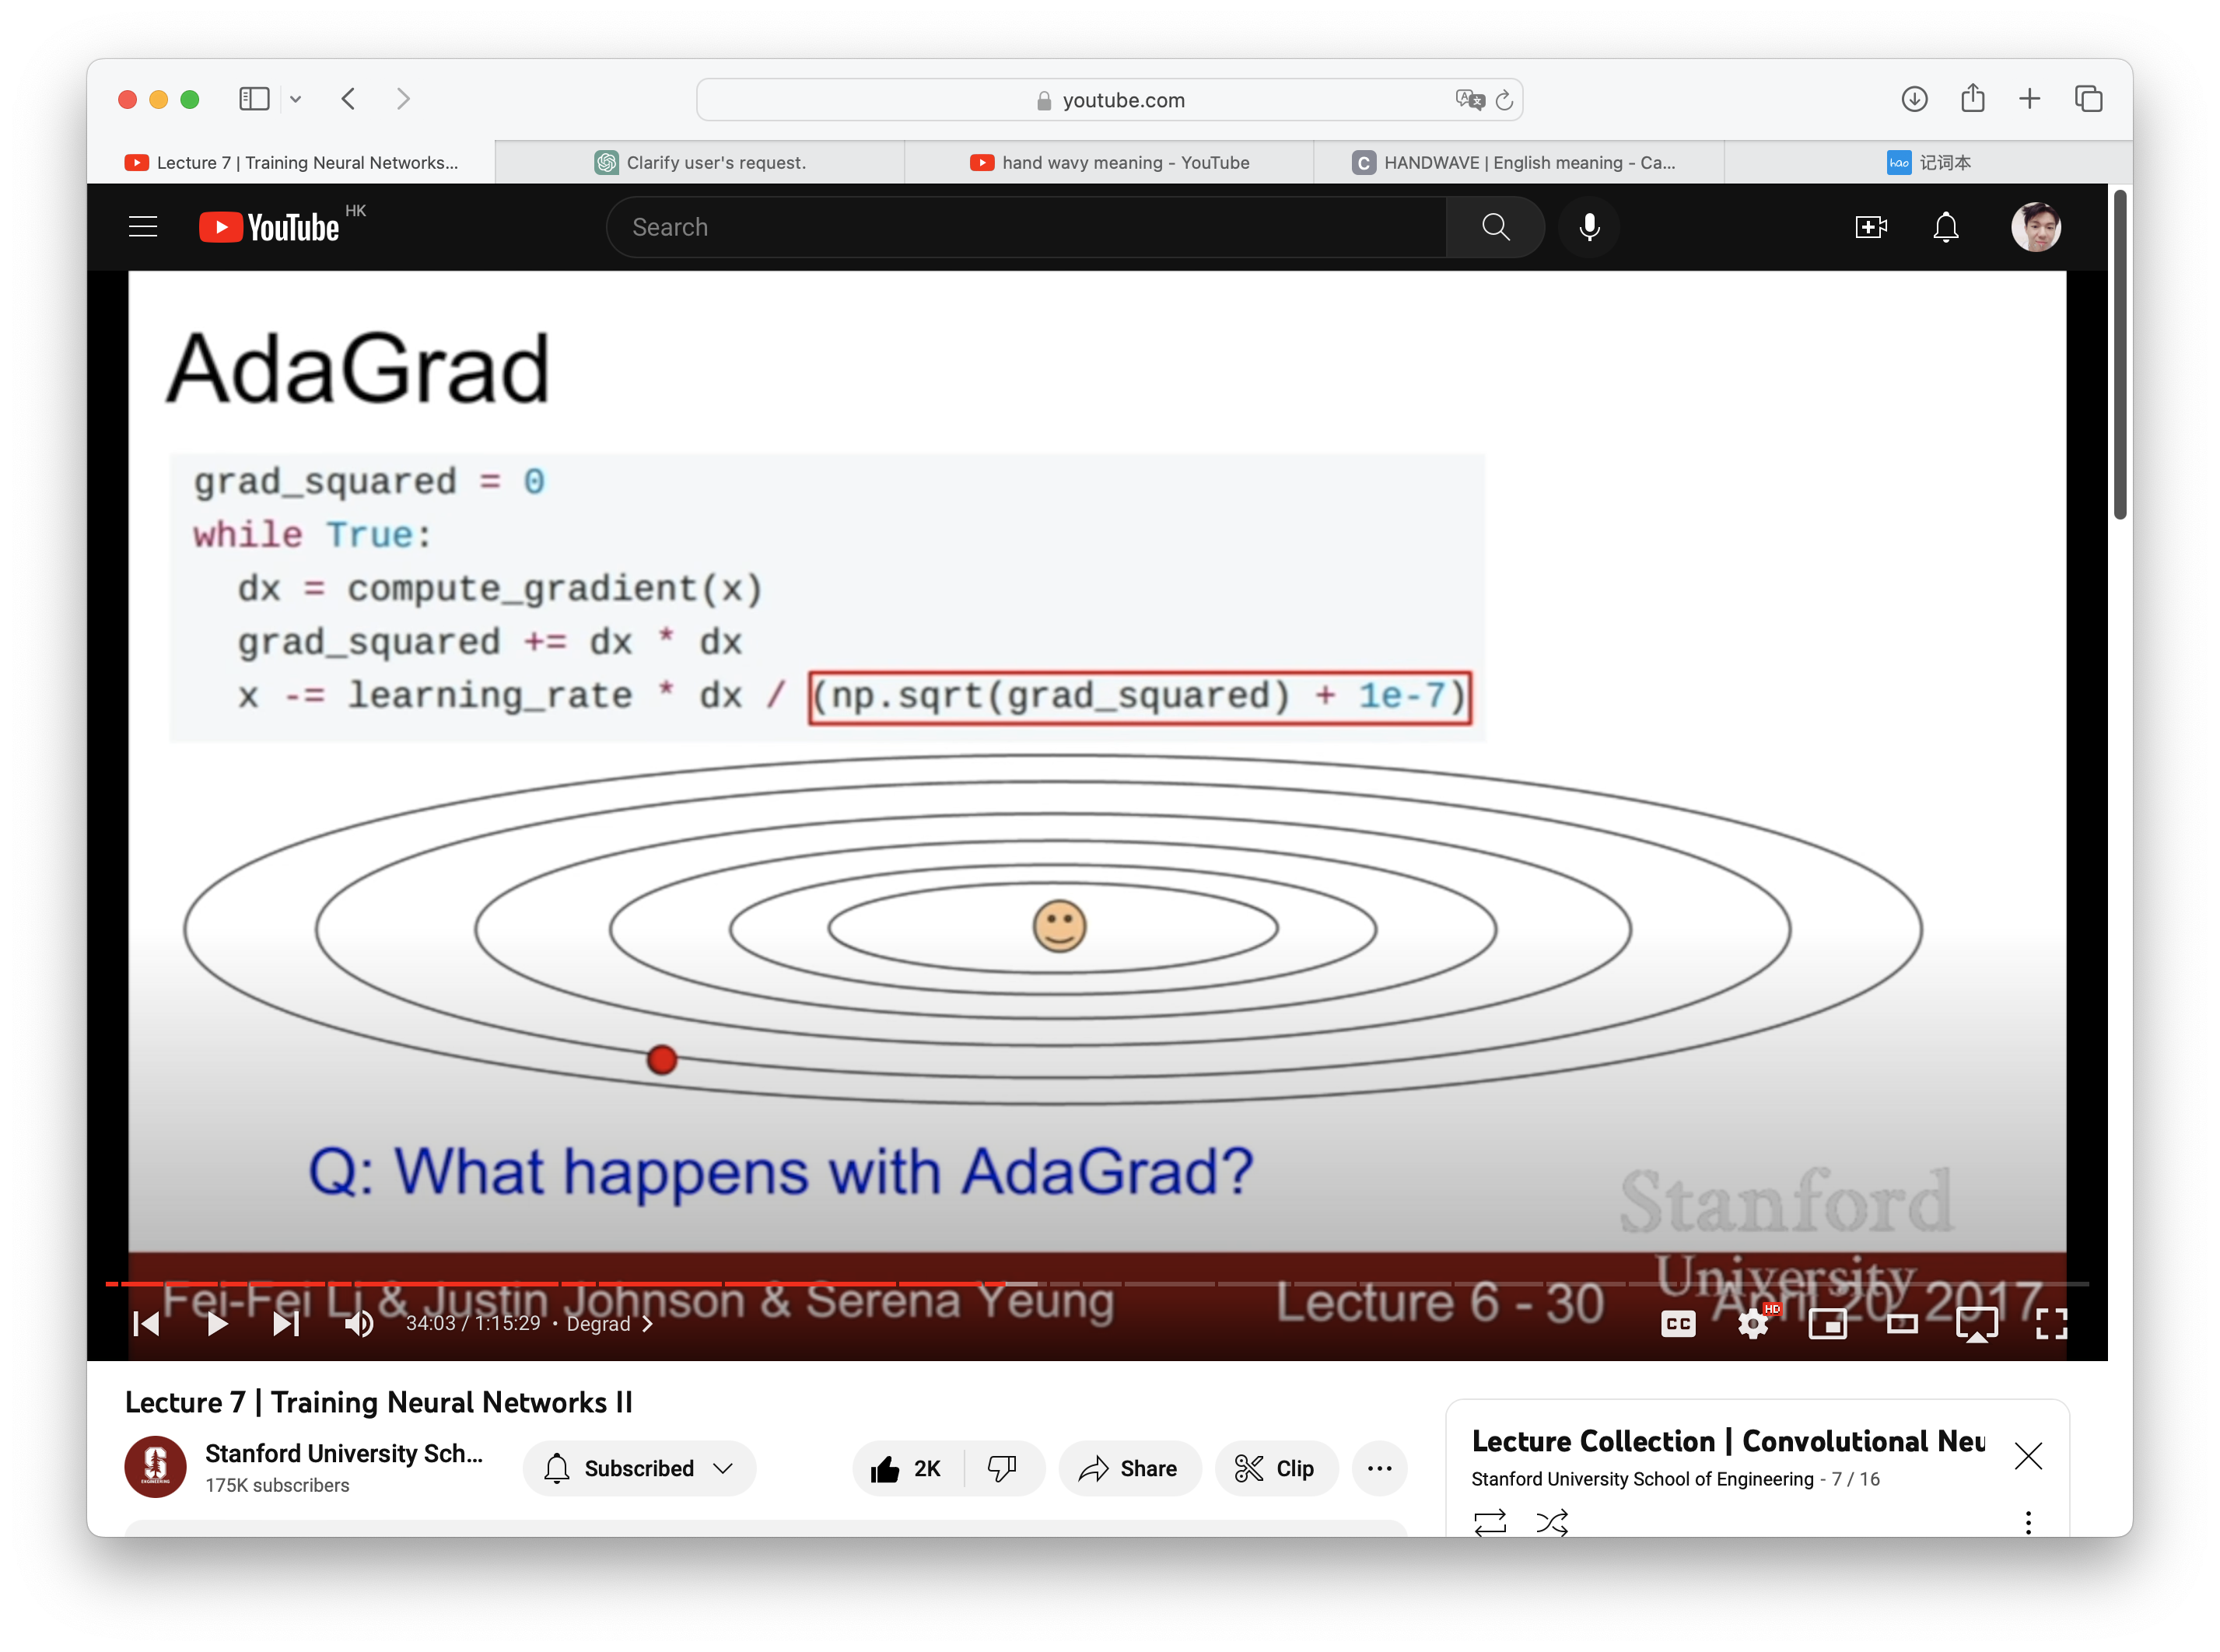 youtube.com
Lecture 7 | Training Neural Networks...
Clarify user's request.
hand wavy meaning - YouTube
C HANDWAVE | English meaning - Ca...
hao 记词本
YouTube HK
Search
AdaGrad
grad_squared = 0
while True:
dx = compute_gradient(x)
grad_squared += dx * dx
x -= learning_rate * dx / (np.sqrt(grad_squared) + 1e-7)
Q: What happens with AdaGrad?
Stanford
University
Fei-Fei Li & Justin Johnson & Serena Yeung
Lecture 6 - 30
April 20, 2017
34:03 / 1:15:29 • Degrad
CC
HD
Lecture 7 | Training Neural Networks II
S
ENGINEERING
Stanford University Sch...
175K subscribers
Subscribed
2K
Share
Clip
Lecture Collection | Convolutional Neu
Stanford University School of Engineering - 7 / 16